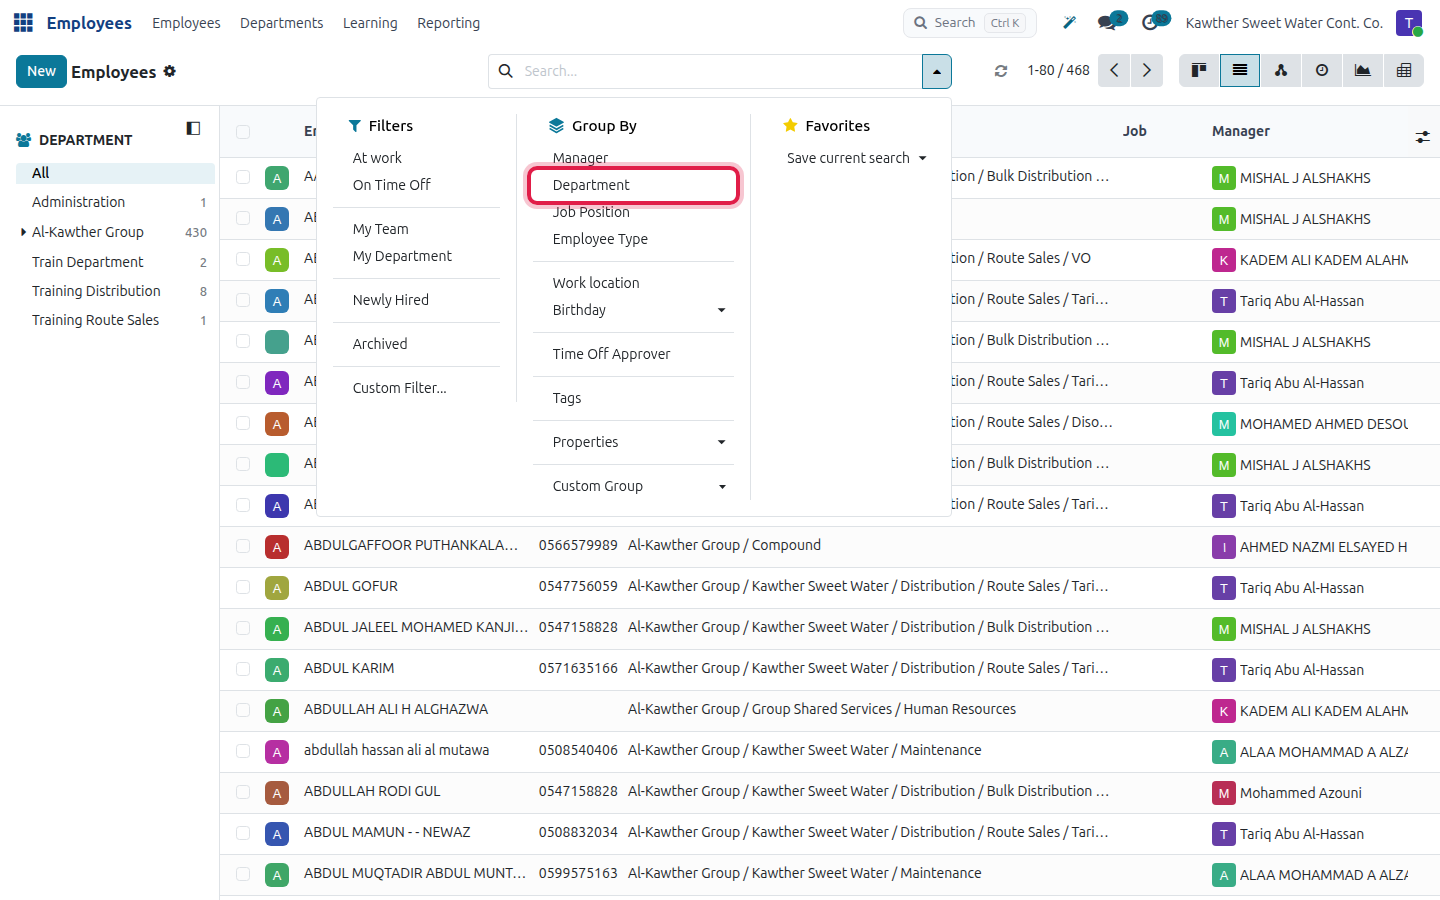 Employees Employees Departments Learning Reporting Search Ctrl K 2 Kawther Sweet Water Cont. Co. T
New Employees Search... 1-80 / 468
DEPARTMENT
All
Administration 1
Al-Kawther Group 430
Train Department 2
Training Distribution 8
Training Route Sales 1
Filters
At work
On Time Off
My Team
My Department
Newly Hired
Archived
Custom Filter...
Group By
Manager
Department
Job Position
Employee Type
Work location
Birthday
Time Off Approver
Tags
Properties
Custom Group
Favorites
Save current search
Job Manager
A tion / Bulk Distribution ... M MISHAL J ALSHAKHS
A M MISHAL J ALSHAKHS
A tion / Route Sales / VO K KADEM ALI KADEM ALAHM
A tion / Route Sales / Tari... T Tariq Abu Al-Hassan
tion / Bulk Distribution ... M MISHAL J ALSHAKHS
A tion / Route Sales / Tari... T Tariq Abu Al-Hassan
A tion / Route Sales / Diso... M MOHAMED AHMED DESOU
tion / Bulk Distribution ... M MISHAL J ALSHAKHS
A tion / Route Sales / Tari... T Tariq Abu Al-Hassan
A ABDULGAFFOOR PUTHANKALA... 0566579989 Al-Kawther Group / Compound I AHMED NAZMI ELSAYED H
A ABDUL GOFUR 0547756059 Al-Kawther Group / Kawther Sweet Water / Distribution / Route Sales / Tari... T Tariq Abu Al-Hassan
A ABDUL JALEEL MOHAMED KANJI... 0547158828 Al-Kawther Group / Kawther Sweet Water / Distribution / Bulk Distribution ... M MISHAL J ALSHAKHS
A ABDUL KARIM 0571635166 Al-Kawther Group / Kawther Sweet Water / Distribution / Route Sales / Tari... T Tariq Abu Al-Hassan
A ABDULLAH ALI H ALGHAZWA Al-Kawther Group / Group Shared Services / Human Resources K KADEM ALI KADEM ALAHM
A abdullah hassan ali al mutawa 0508540406 Al-Kawther Group / Kawther Sweet Water / Maintenance A ALAA MOHAMMAD A ALZA
A ABDULLAH RODI GUL 0547158828 Al-Kawther Group / Kawther Sweet Water / Distribution / Bulk Distribution ... M Mohammed Azouni
A ABDUL MAMUN - - NEWAZ 0508832034 Al-Kawther Group / Kawther Sweet Water / Distribution / Route Sales / Tari... T Tariq Abu Al-Hassan
A ABDUL MUQTADIR ABDUL MUNT... 0599575163 Al-Kawther Group / Kawther Sweet Water / Maintenance A ALAA MOHAMMAD A ALZA